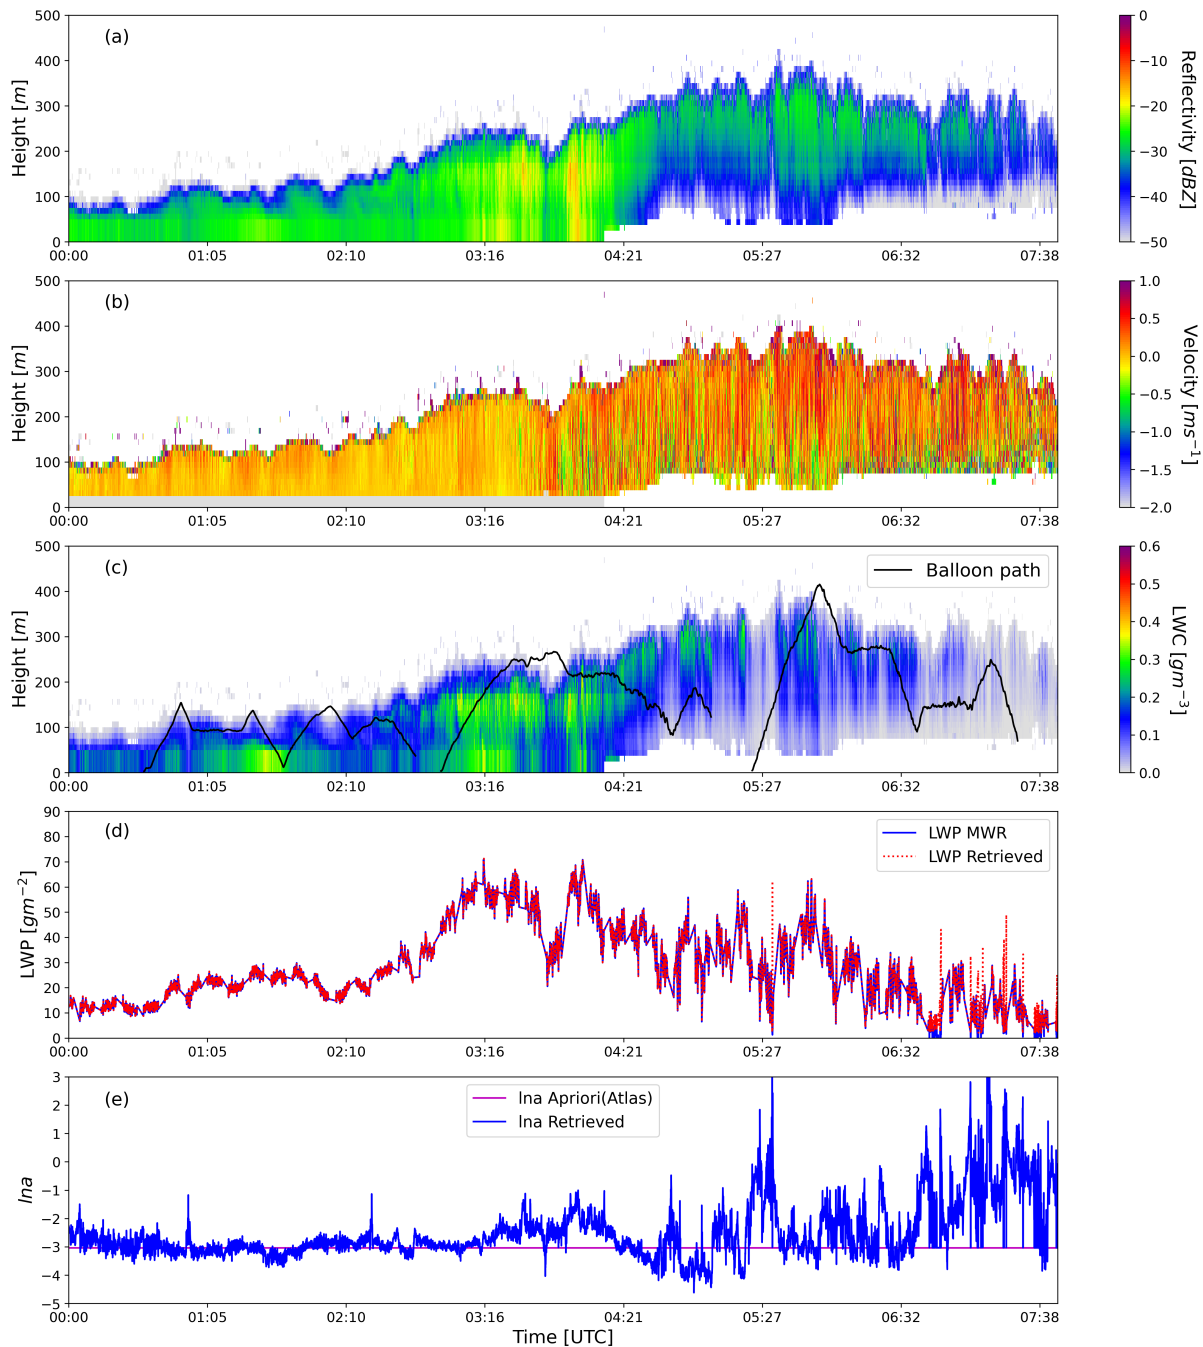 (a)
Height [m]
500
400
300
200
100
0
00:00 01:05 02:10 03:16 04:21 05:27 06:32 07:38
0
−10
−20
−30
−40
−50
Reflectivity [dBZ]
(b)
Height [m]
500
400
300
200
100
0
00:00 01:05 02:10 03:16 04:21 05:27 06:32 07:38
1.0
0.5
0.0
−0.5
−1.0
−1.5
−2.0
Velocity [ms−1]
(c)
Balloon path
Height [m]
500
400
300
200
100
0
00:00 01:05 02:10 03:16 04:21 05:27 06:32 07:38
0.6
0.5
0.4
0.3
0.2
0.1
0.0
LWC [gm−3]
(d)
LWP MWR
LWP Retrieved
LWP [gm−2]
90
80
70
60
50
40
30
20
10
0
00:00 01:05 02:10 03:16 04:21 05:27 06:32 07:38
(e)
lna Apriori(Atlas)
lna Retrieved
lna
3
2
1
0
−1
−2
−3
−4
−5
00:00 01:05 02:10 03:16 04:21 05:27 06:32 07:38
Time [UTC]